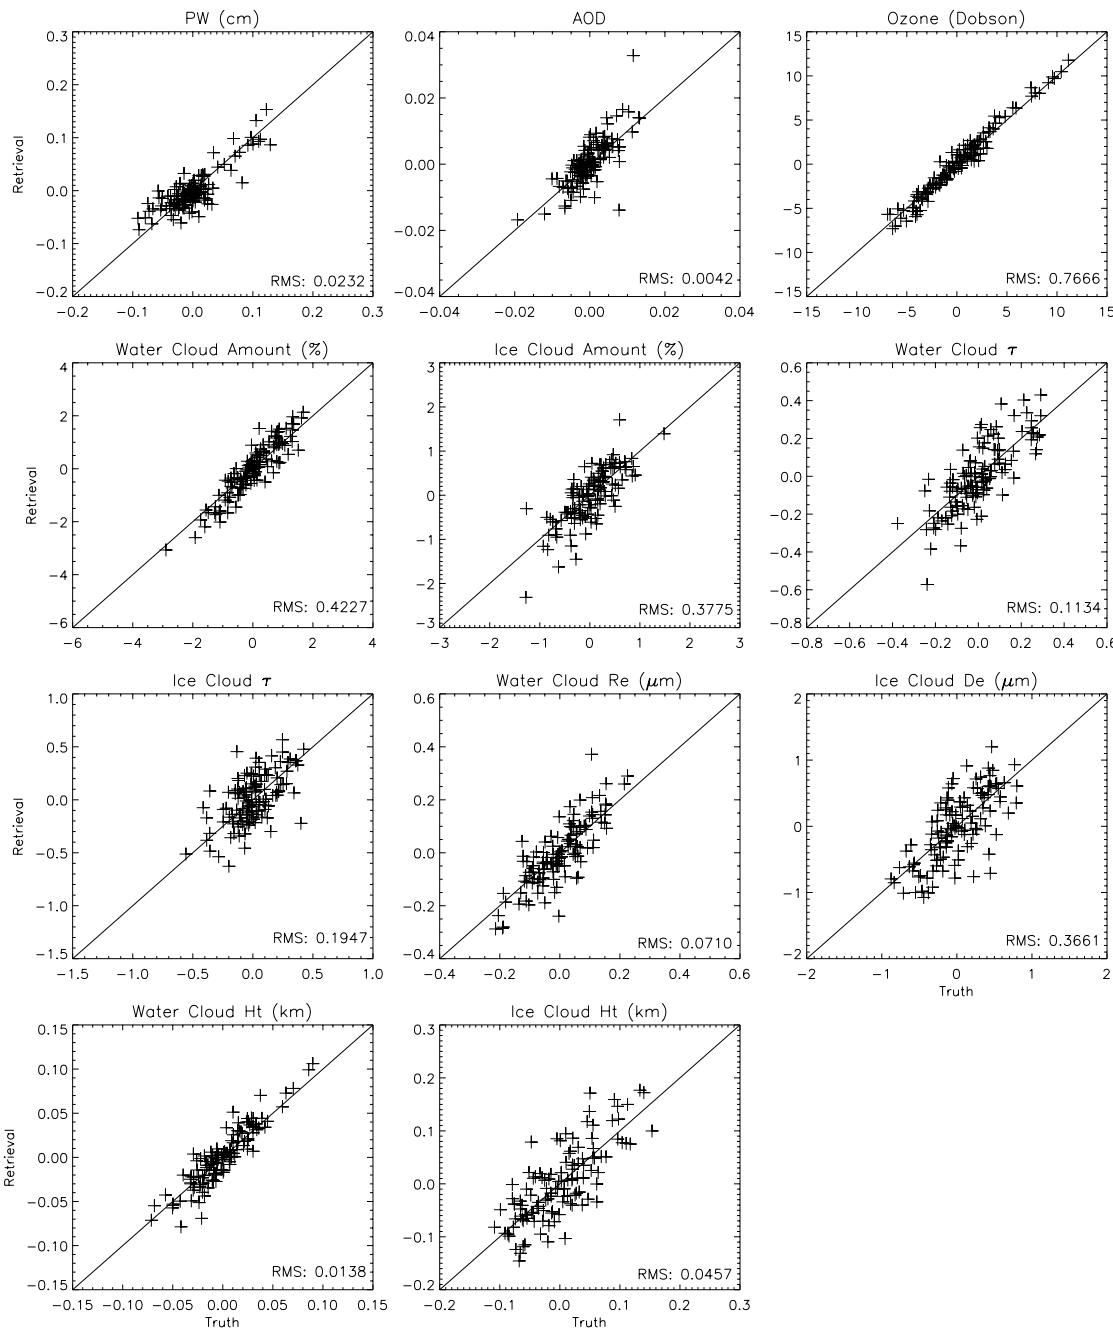 PW (cm)
0.3
0.2
0.1
0.0
−0.1
−0.2
Retrieval
RMS: 0.0232
−0.2 −0.1 0.0 0.1 0.2 0.3
AOD
0.04
0.02
0.00
−0.02
−0.04
RMS: 0.0042
−0.04 −0.02 0.00 0.02 0.04
Ozone (Dobson)
15
10
5
0
−5
−10
−15
RMS: 0.7666
−15 −10 −5 0 5 10 15
Water Cloud Amount (%)
4
2
0
−2
−4
−6
Retrieval
RMS: 0.4227
−6 −4 −2 0 2 4
Ice Cloud Amount (%)
3
2
1
0
−1
−2
−3
RMS: 0.3775
−3 −2 −1 0 1 2 3
Water Cloud τ
0.6
0.4
0.2
0.0
−0.2
−0.4
−0.6
−0.8
RMS: 0.1134
−0.8 −0.6 −0.4 −0.2 0.0 0.2 0.4 0.6
Ice Cloud τ
1.0
0.5
0.0
−0.5
−1.0
−1.5
Retrieval
RMS: 0.1947
−1.5 −1.0 −0.5 0.0 0.5 1.0
Water Cloud Re (μm)
0.6
0.4
0.2
0.0
−0.2
−0.4
RMS: 0.0710
−0.4 −0.2 0.0 0.2 0.4 0.6
Ice Cloud De (μm)
2
1
0
−1
−2
RMS: 0.3661
−2 −1 0 1 2
Truth
Water Cloud Ht (km)
0.15
0.10
0.05
0.00
−0.05
−0.10
−0.15
Retrieval
RMS: 0.0138
−0.15 −0.10 −0.05 0.00 0.05 0.10 0.15
Truth
Ice Cloud Ht (km)
0.3
0.2
0.1
0.0
−0.1
−0.2
RMS: 0.0457
−0.2 −0.1 0.0 0.1 0.2 0.3
Truth